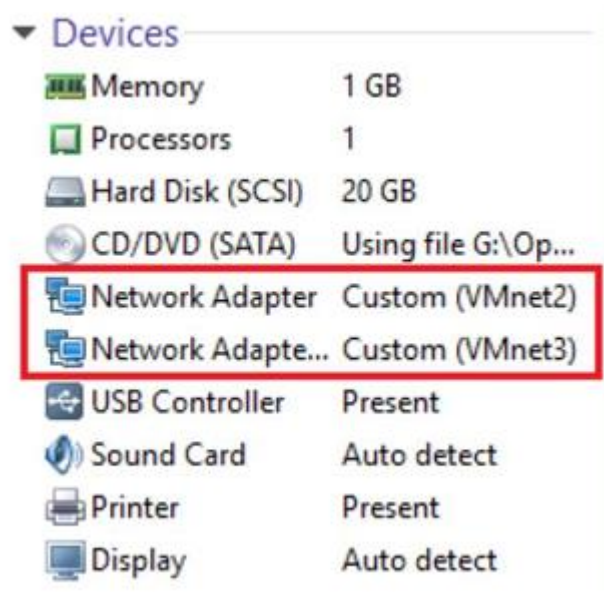 Devices
Memory 1 GB
Processors 1
Hard Disk (SCSI) 20 GB
CD/DVD (SATA) Using file G:\Op...
Network Adapter Custom (VMnet2)
Network Adapte... Custom (VMnet3)
USB Controller Present
Sound Card Auto detect
Printer Present
Display Auto detect